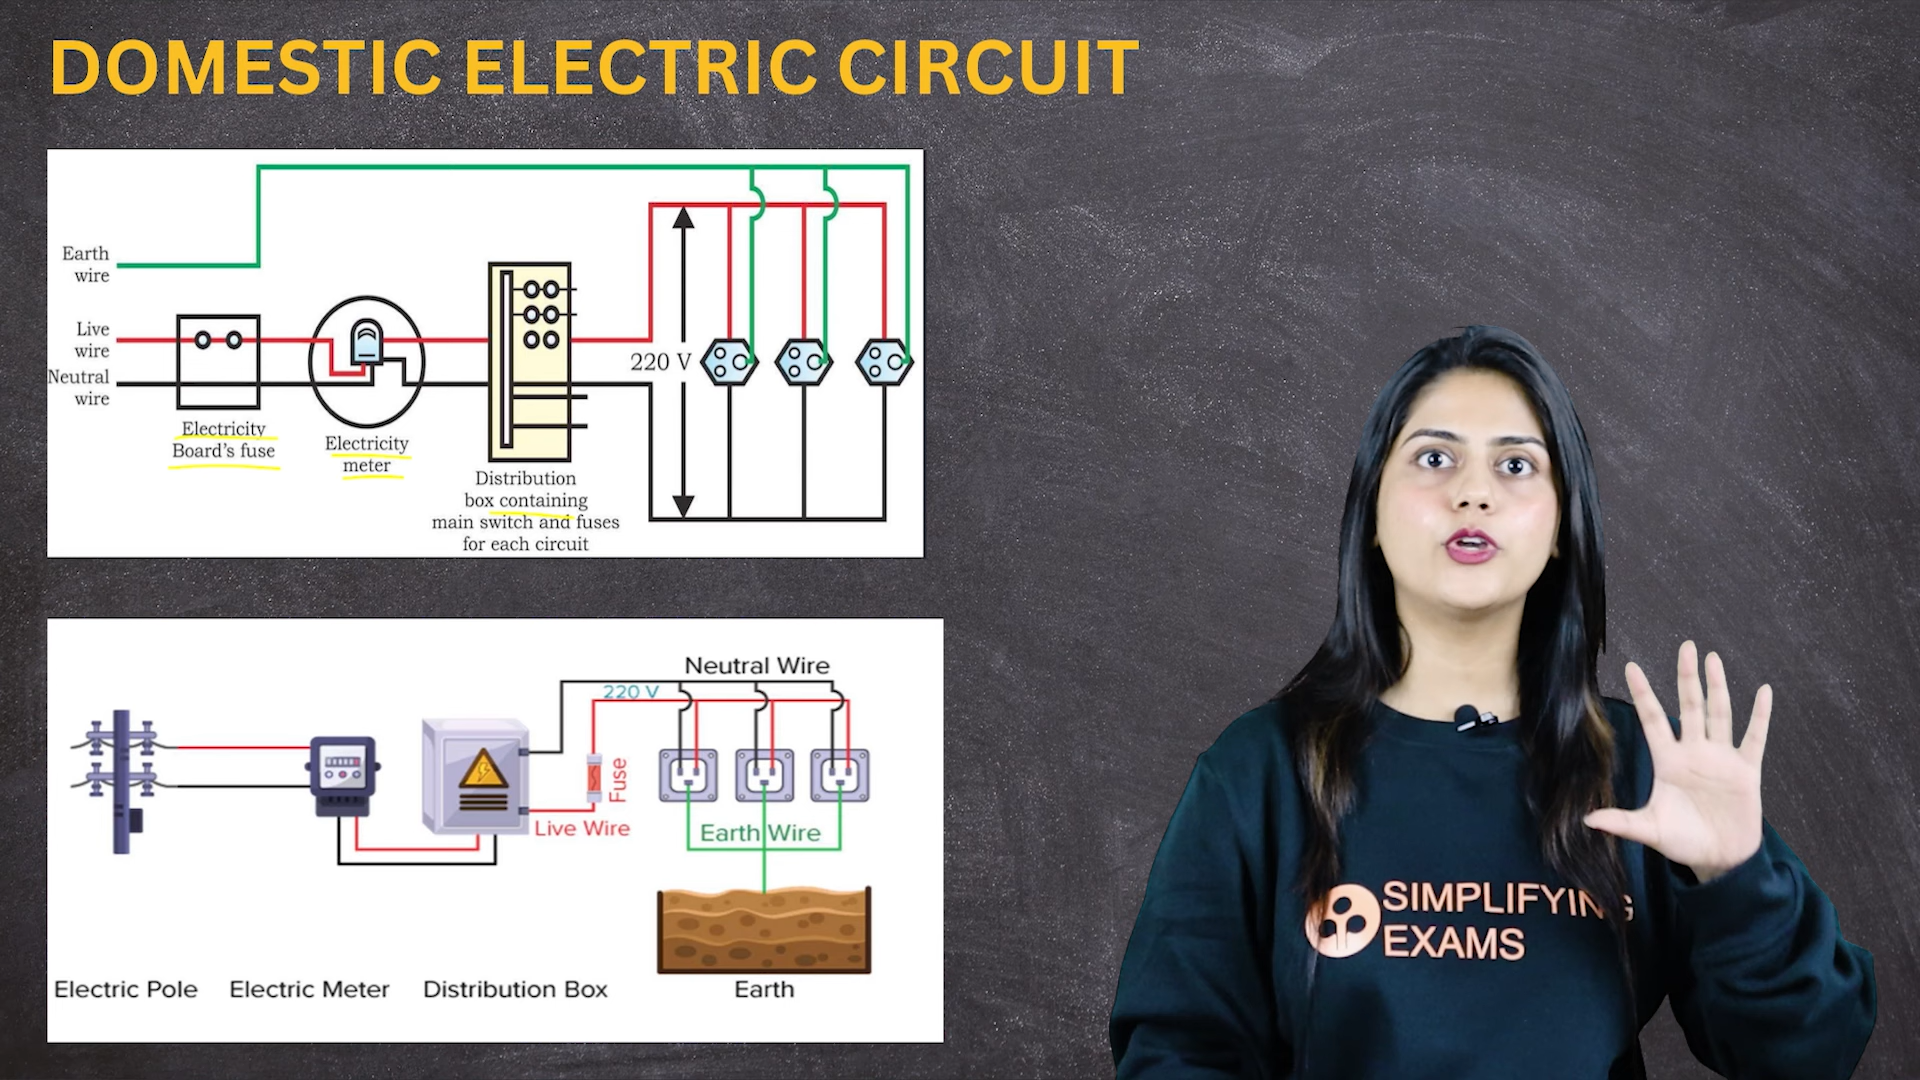 DOMESTIC ELECTRIC CIRCUIT
Earth
wire
Live
wire
Neutral
wire
Electricity
Board's fuse
Electricity
meter
Distribution
box containing
main switch and fuses
for each circuit
220 V
Neutral Wire
220 V
Fuse
Live Wire
Earth Wire
Electric Pole
Electric Meter
Distribution Box
Earth
SIMPLIFYING
EXAMS